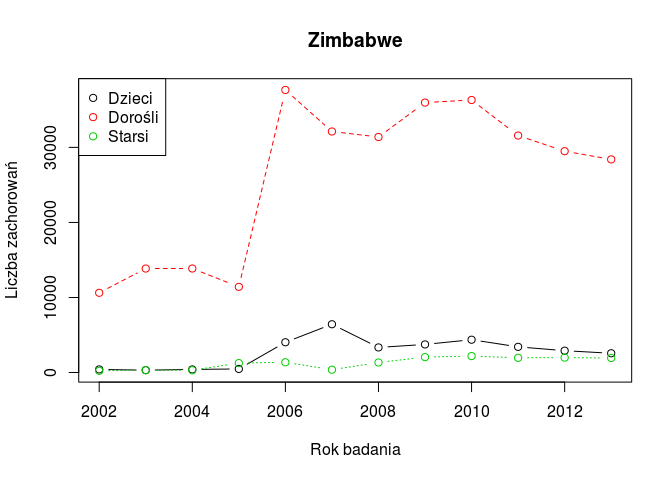 Zimbabwe
Dzieci
Dorośli
Starsi
Liczba zachorowań
30000
20000
10000
0
2002 2004 2006 2008 2010 2012
Rok badania